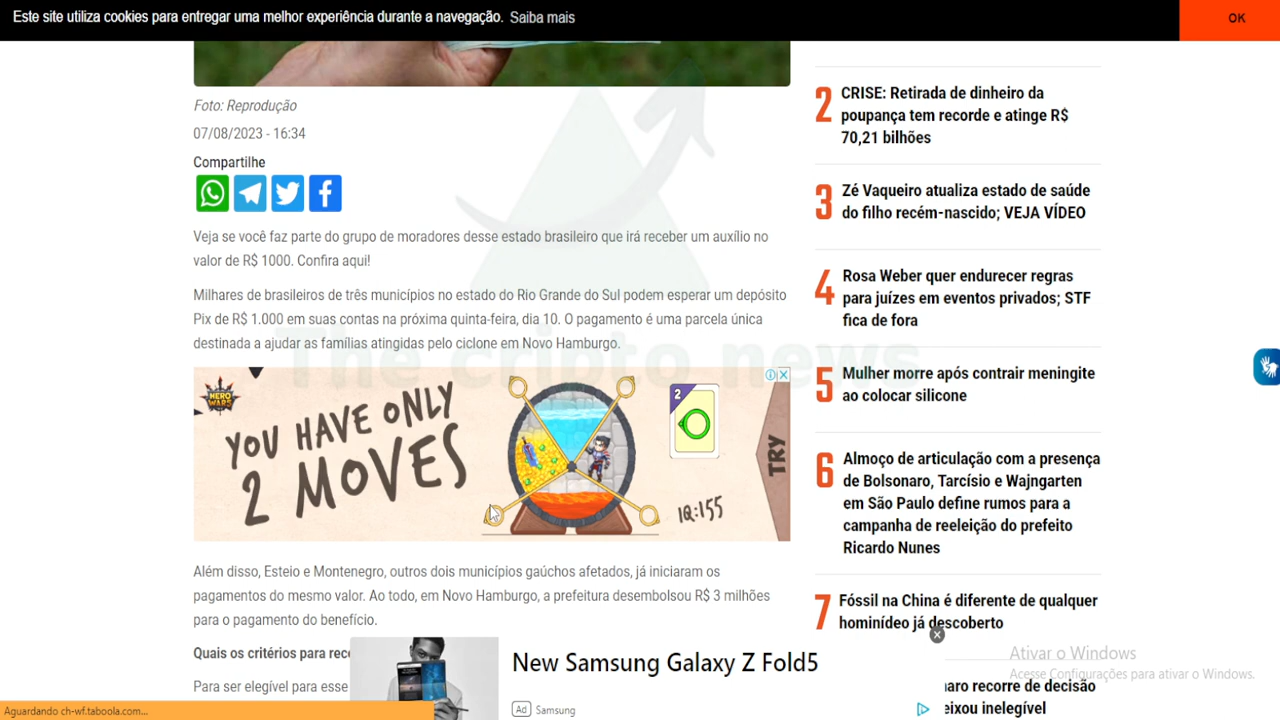 Este site utiliza cookies para entregar uma melhor experiência durante a navegação. Saiba mais
OK
Foto: Reprodução
07/08/2023 - 16:34
Compartilhe
Veja se você faz parte do grupo de moradores desse estado brasileiro que irá receber um auxílio no
valor de R$ 1000. Confira aqui!
Milhares de brasileiros de três municípios no estado do Rio Grande do Sul podem esperar um depósito
Pix de R$ 1.000 em suas contas na próxima quinta-feira, dia 10. O pagamento é uma parcela única
destinada a ajudar as famílias atingidas pelo ciclone em Novo Hamburgo.
The cripto news
HERO
WARS
YOU HAVE ONLY
2 MOVES
2
IQ:155
TRY
Além disso, Esteio e Montenegro, outros dois municípios gaúchos afetados, já iniciaram os
pagamentos do mesmo valor. Ao todo, em Novo Hamburgo, a prefeitura desembolsou R$ 3 milhões
para o pagamento do benefício.
Quais os critérios para rec
Para ser elegível para esse
New Samsung Galaxy Z Fold5
Ad Samsung
Aguardando ch-wf.taboola.com...
2 CRISE: Retirada de dinheiro da
poupança tem recorde e atinge R$
70,21 bilhões
3 Zé Vaqueiro atualiza estado de saúde
do filho recém-nascido; VEJA VÍDEO
4 Rosa Weber quer endurecer regras
para juízes em eventos privados; STF
fica de fora
5 Mulher morre após contrair meningite
ao colocar silicone
6 Almoço de articulação com a presença
de Bolsonaro, Tarcísio e Wajngarten
em São Paulo define rumos para a
campanha de reeleição do prefeito
Ricardo Nunes
7 Fóssil na China é diferente de qualquer
hominídeo já descoberto
Ativar o Windows
Acesse Configurações para ativar o Windows.
naro recorre de decisão
eixou inelegível